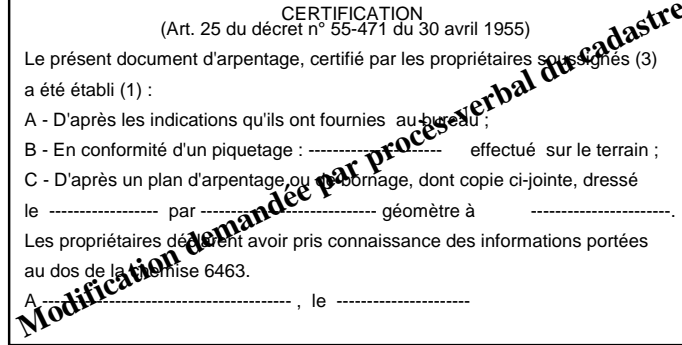 CERTIFICATION
(Art. 25 du décret n° 55-471 du 30 avril 1955)
Le présent document d'arpentage, certifié par les propriétaires soussignés (3)
a été établi (1) :
A - D'après les indications qu'ils ont fournies au bureau ;
B - En conformité d'un piquetage : ---------------------- effectué sur le terrain ;
C - D'après un plan d'arpentage ou de bornage, dont copie ci-jointe, dressé
le ------------------ par ----------------------------- géomètre à -----------------------.
Les propriétaires déclarent avoir pris connaissance des informations portées
au dos de la chemise 6463.
A ----------------------------------------- , le ----------------------
Modification demandée par procès-verbal du cadastre